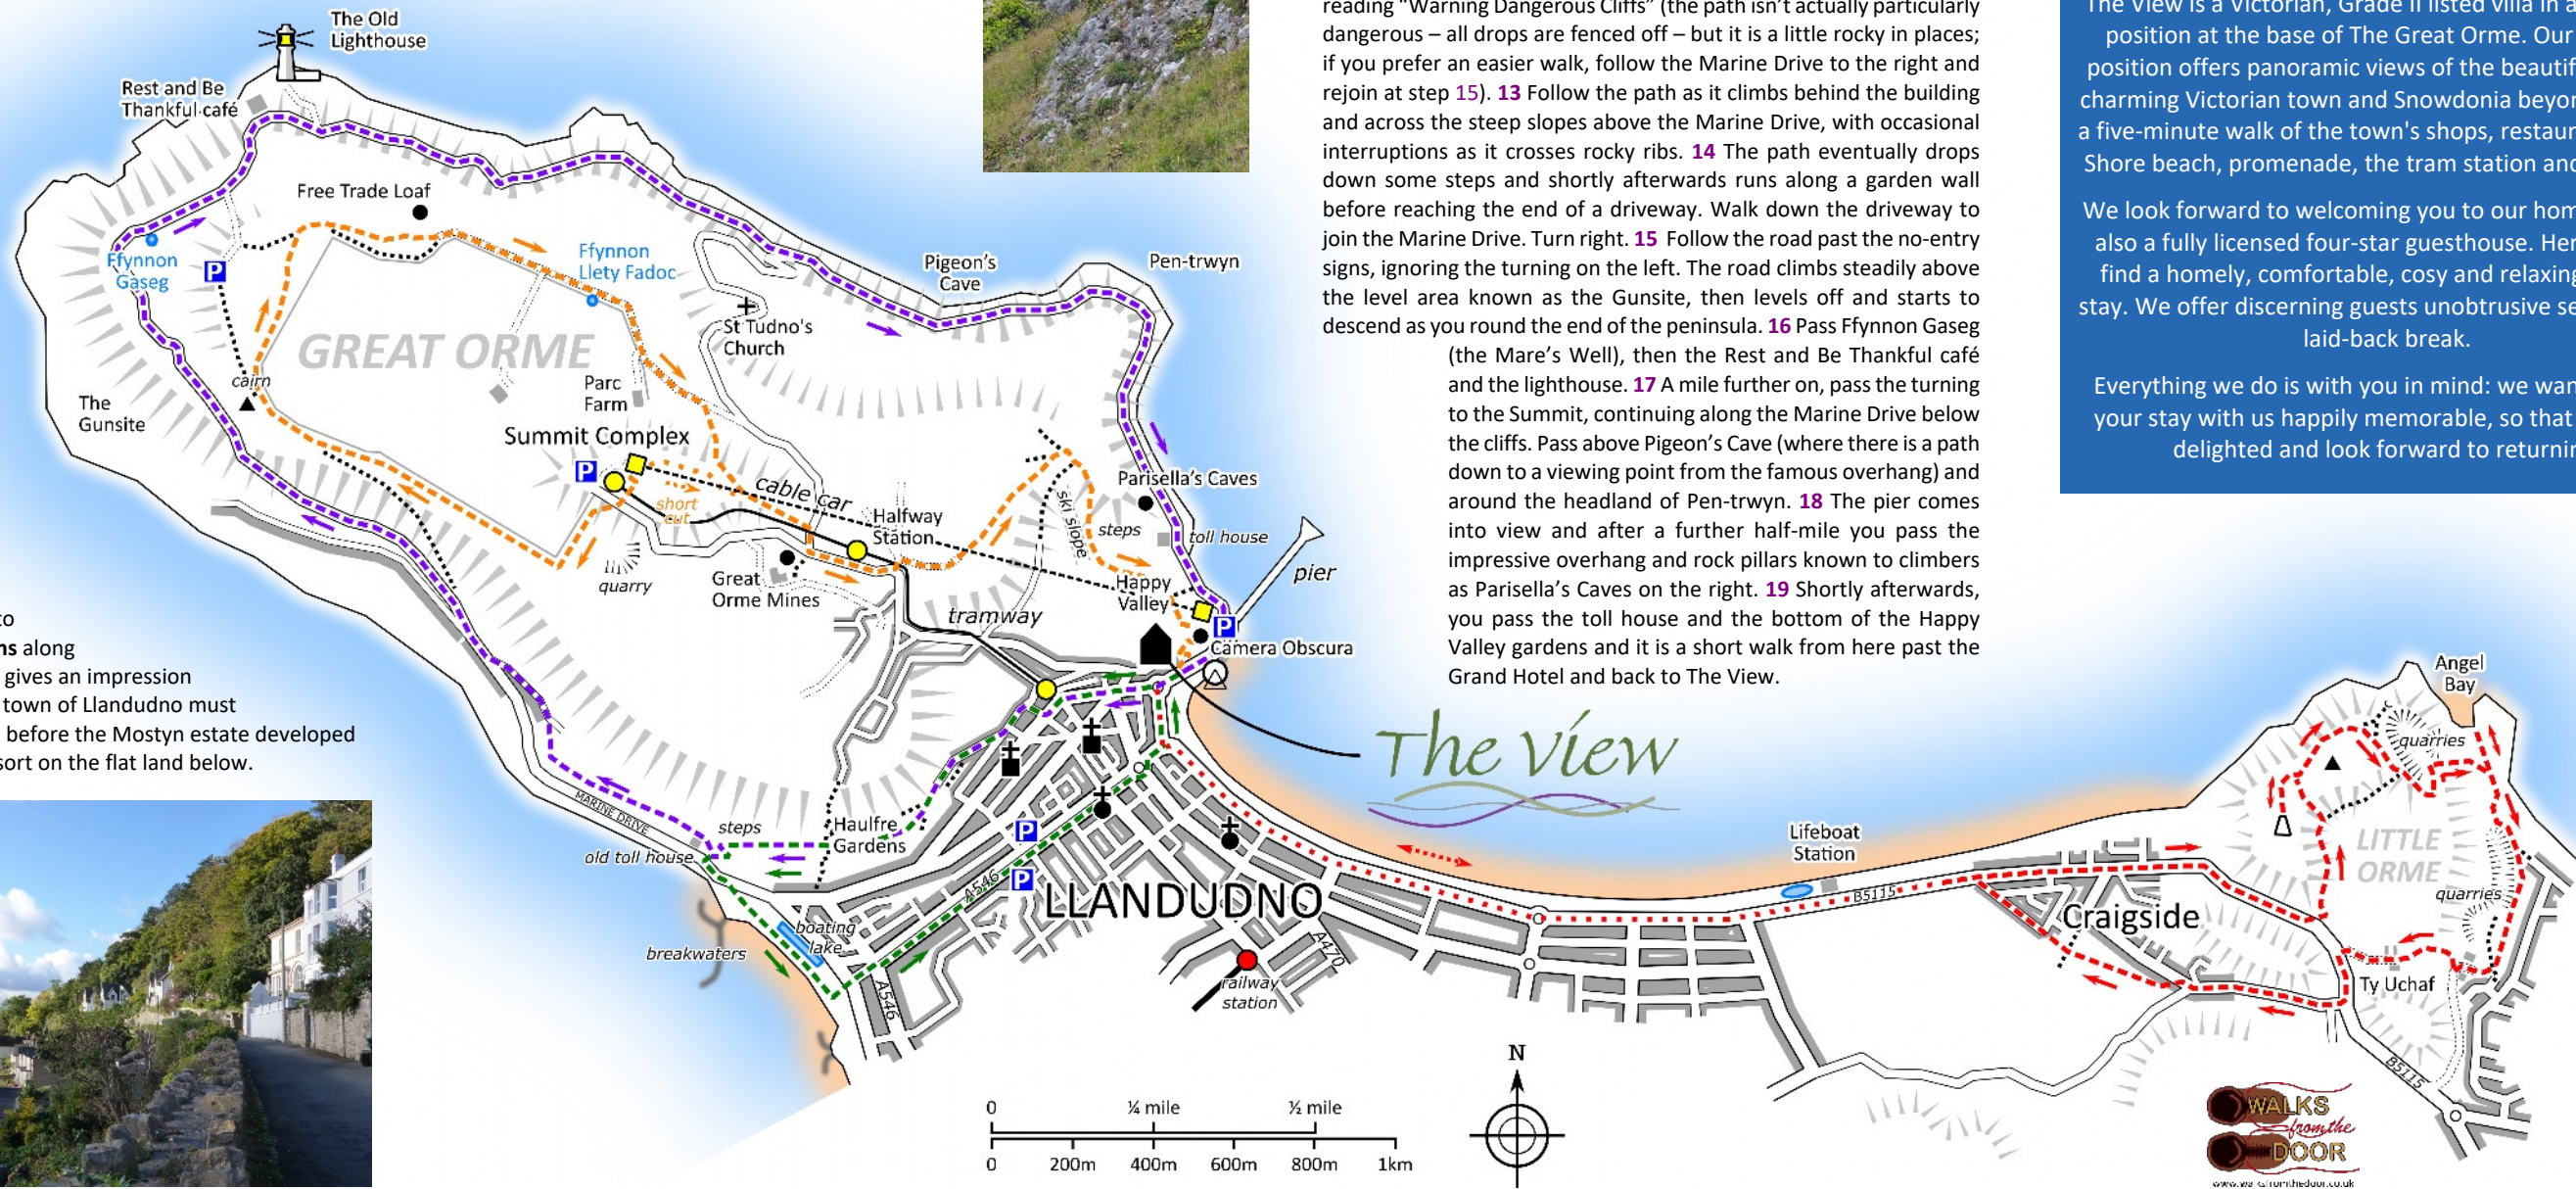 The Old
Lighthouse
Rest and Be
Thankful café
Free Trade Loaf
Ffynnon
Gaseg
P
Ffynnon
Llety Fadoc
GREAT ORME
cairn
The
Gunsite
Parc
Farm
Summit Complex
P
St Tudno's
Church
Pigeon's
Cave
Pen-trwyn
short
cut
cable car
Halfway
Station
quarry
Great
Orme Mines
tramway
ski slope
steps
Parisella's Caves
toll house
pier
Happy
Valley
P
Camera Obscura
MARINE DRIVE
steps
old toll house
Haulfre
Gardens
P
P
A546
LLANDUDNO
boating
lake
breakwaters
A546
railway
station
A470
The View
Lifeboat
Station
B5115
Craigside
Angel
Bay
quarries
LITTLE
ORME
quarries
Ty Uchaf
B5115
N
0 ¼ mile ½ mile
0 200m 400m 600m 800m 1km
to
ns along
gives an impression
town of Llandudno must
before the Mostyn estate developed
sort on the flat land below.
reading “Warning Dangerous Cliffs” (the path isn’t actually particularly
dangerous – all drops are fenced off – but it is a little rocky in places;
if you prefer an easier walk, follow the Marine Drive to the right and
rejoin at step 15). 13 Follow the path as it climbs behind the building
and across the steep slopes above the Marine Drive, with occasional
interruptions as it crosses rocky ribs. 14 The path eventually drops
down some steps and shortly afterwards runs along a garden wall
before reaching the end of a driveway. Walk down the driveway to
join the Marine Drive. Turn right. 15 Follow the road past the no-entry
signs, ignoring the turning on the left. The road climbs steadily above
the level area known as the Gunsite, then levels off and starts to
descend as you round the end of the peninsula. 16 Pass Ffynnon Gaseg
(the Mare’s Well), then the Rest and Be Thankful café
and the lighthouse. 17 A mile further on, pass the turning
to the Summit, continuing along the Marine Drive below
the cliffs. Pass above Pigeon’s Cave (where there is a path
down to a viewing point from the famous overhang) and
around the headland of Pen-trwyn. 18 The pier comes
into view and after a further half-mile you pass the
impressive overhang and rock pillars known to climbers
as Parisella’s Caves on the right. 19 Shortly afterwards,
you pass the toll house and the bottom of the Happy
Valley gardens and it is a short walk from here past the
Grand Hotel and back to The View.
The View is a Victorian, Grade II listed villa in a
position at the base of The Great Orme. Our
position offers panoramic views of the beautif
charming Victorian town and Snowdonia beyon
a five-minute walk of the town's shops, restaur
Shore beach, promenade, the tram station and
We look forward to welcoming you to our hom
also a fully licensed four-star guesthouse. Her
find a homely, comfortable, cosy and relaxing
stay. We offer discerning guests unobtrusive se
laid-back break.
Everything we do is with you in mind: we wan
your stay with us happily memorable, so that
delighted and look forward to returnin
WALKS
from the
DOOR
www.walksfromthedoor.co.uk